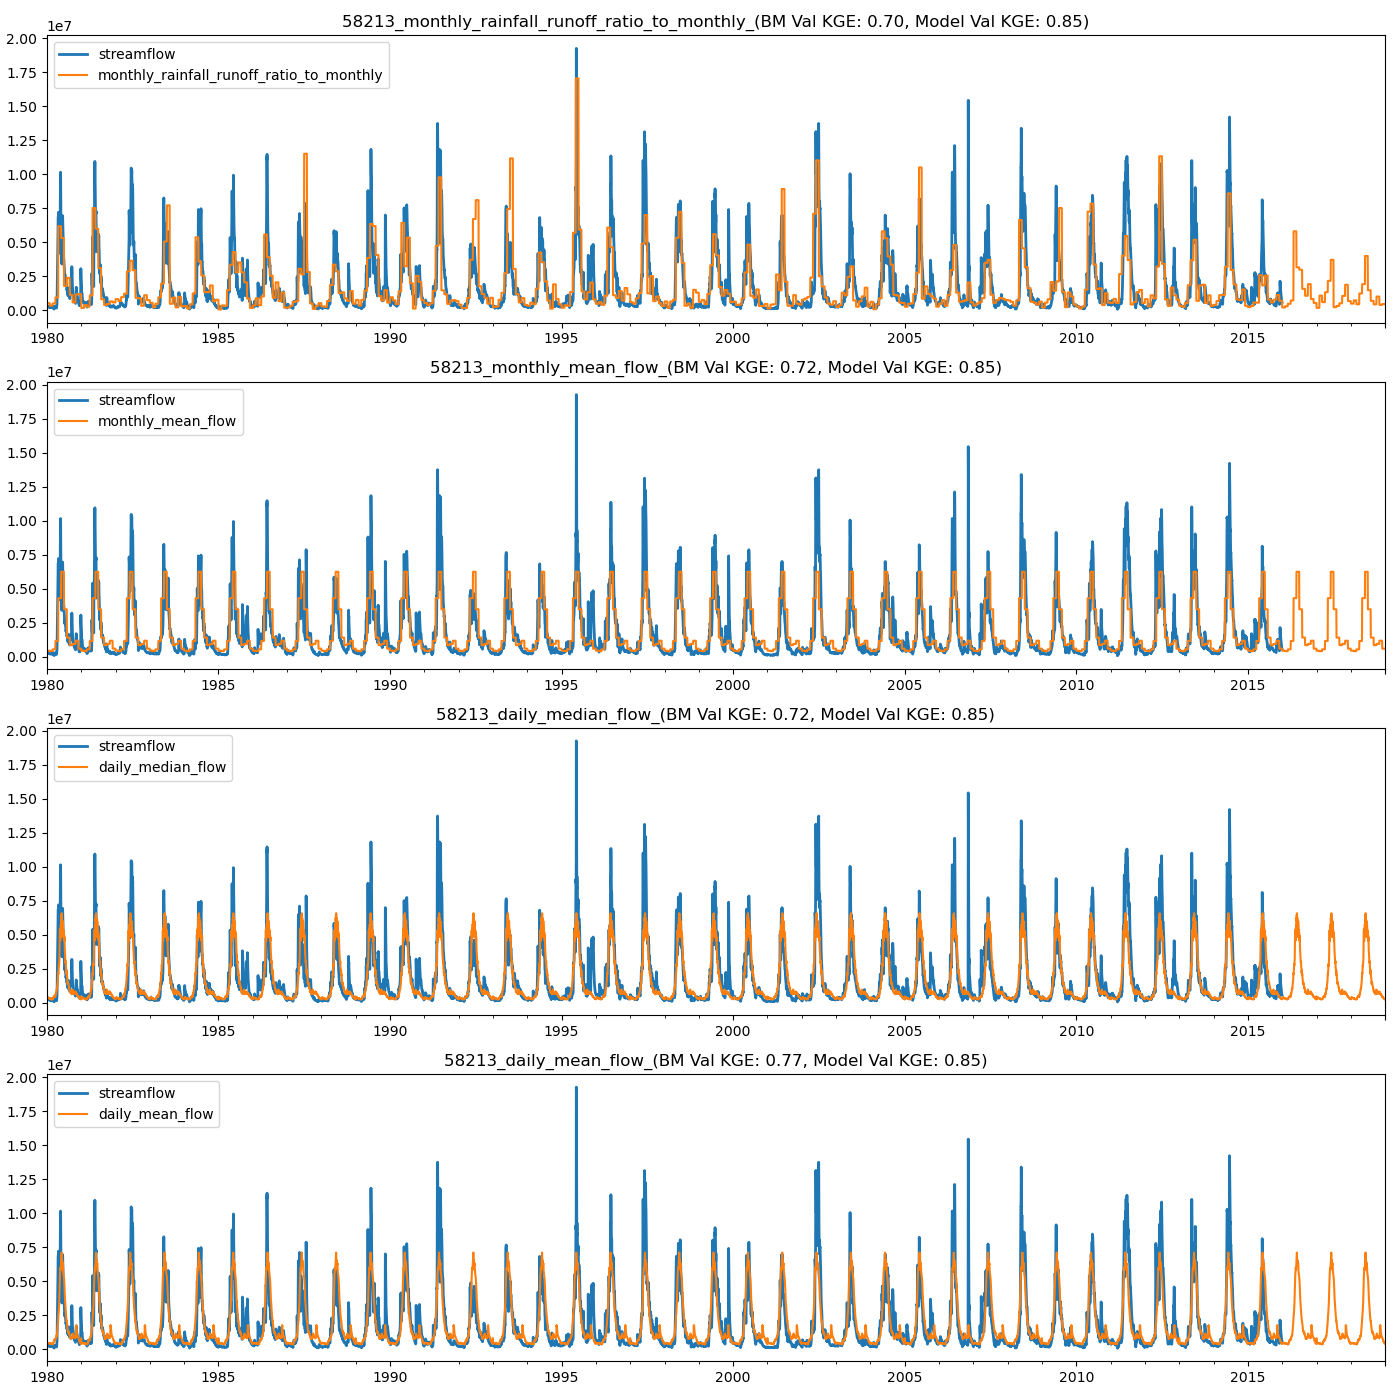 58213_monthly_rainfall_runoff_ratio_to_monthly_(BM Val KGE: 0.70, Model Val KGE: 0.85)
1e7
streamflow
monthly_rainfall_runoff_ratio_to_monthly
2.00
1.75
1.50
1.25
1.00
0.75
0.50
0.25
0.00
1980 1985 1990 1995 2000 2005 2010 2015
58213_monthly_mean_flow_(BM Val KGE: 0.72, Model Val KGE: 0.85)
1e7
streamflow
monthly_mean_flow
2.00
1.75
1.50
1.25
1.00
0.75
0.50
0.25
0.00
1980 1985 1990 1995 2000 2005 2010 2015
58213_daily_median_flow_(BM Val KGE: 0.72, Model Val KGE: 0.85)
1e7
streamflow
daily_median_flow
2.00
1.75
1.50
1.25
1.00
0.75
0.50
0.25
0.00
1980 1985 1990 1995 2000 2005 2010 2015
58213_daily_mean_flow_(BM Val KGE: 0.77, Model Val KGE: 0.85)
1e7
streamflow
daily_mean_flow
2.00
1.75
1.50
1.25
1.00
0.75
0.50
0.25
0.00
1980 1985 1990 1995 2000 2005 2010 2015